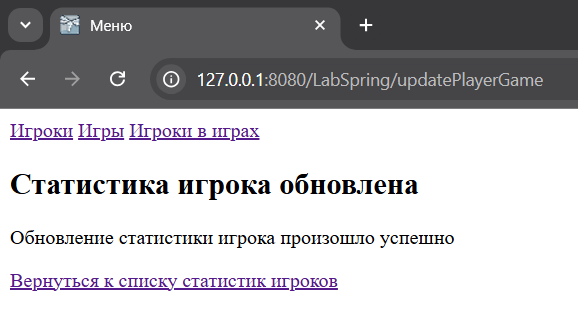 Меню
127.0.0.1:8080/LabSpring/updatePlayerGame
Игроки Игры Игроки в играх
Статистика игрока обновлена
Обновление статистики игрока произошло успешно
Вернуться к списку статистик игроков